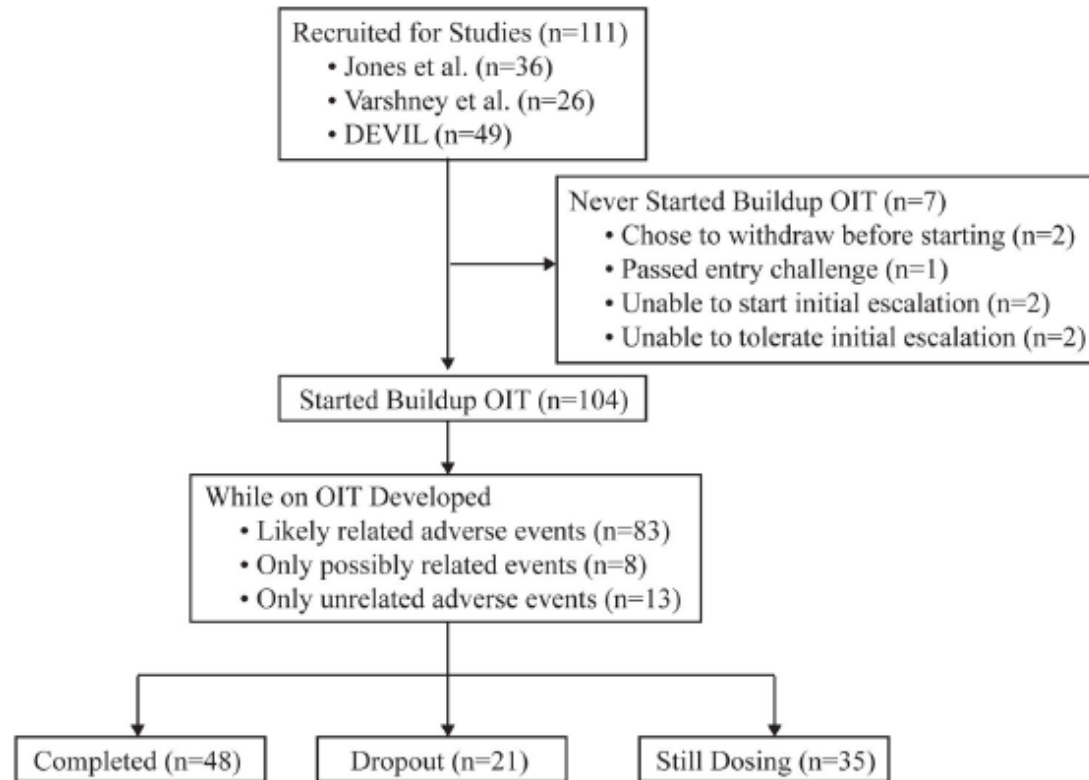 Recruited for Studies (n=111)
• Jones et al. (n=36)
• Varshney et al. (n=26)
• DEVIL (n=49)
Never Started Buildup OIT (n=7)
• Chose to withdraw before starting (n=2)
• Passed entry challenge (n=1)
• Unable to start initial escalation (n=2)
• Unable to tolerate initial escalation (n=2)
Started Buildup OIT (n=104)
While on OIT Developed
• Likely related adverse events (n=83)
• Only possibly related events (n=8)
• Only unrelated adverse events (n=13)
Completed (n=48)
Dropout (n=21)
Still Dosing (n=35)